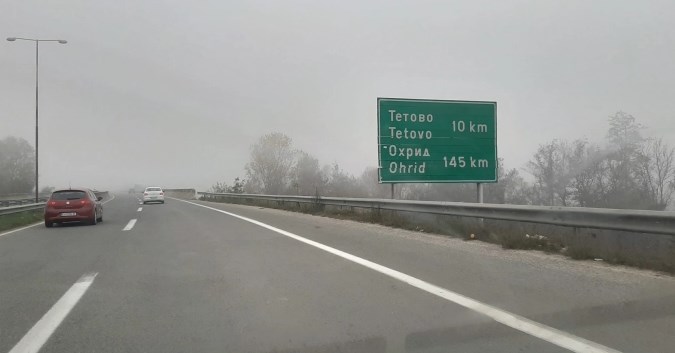 Тетово
Tetovo 10 km
Охрид
Ohrid 145 km